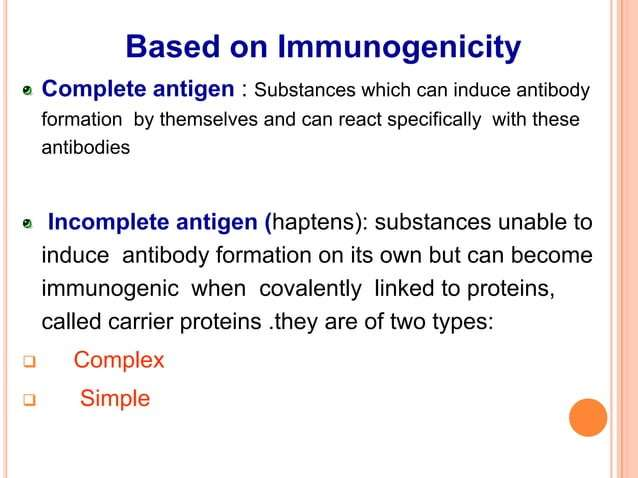 Based on Immunogenicity
Complete antigen : Substances which can induce antibody
formation by themselves and can react specifically with these
antibodies
Incomplete antigen (haptens): substances unable to
induce antibody formation on its own but can become
immunogenic when covalently linked to proteins,
called carrier proteins .they are of two types:
Complex
Simple